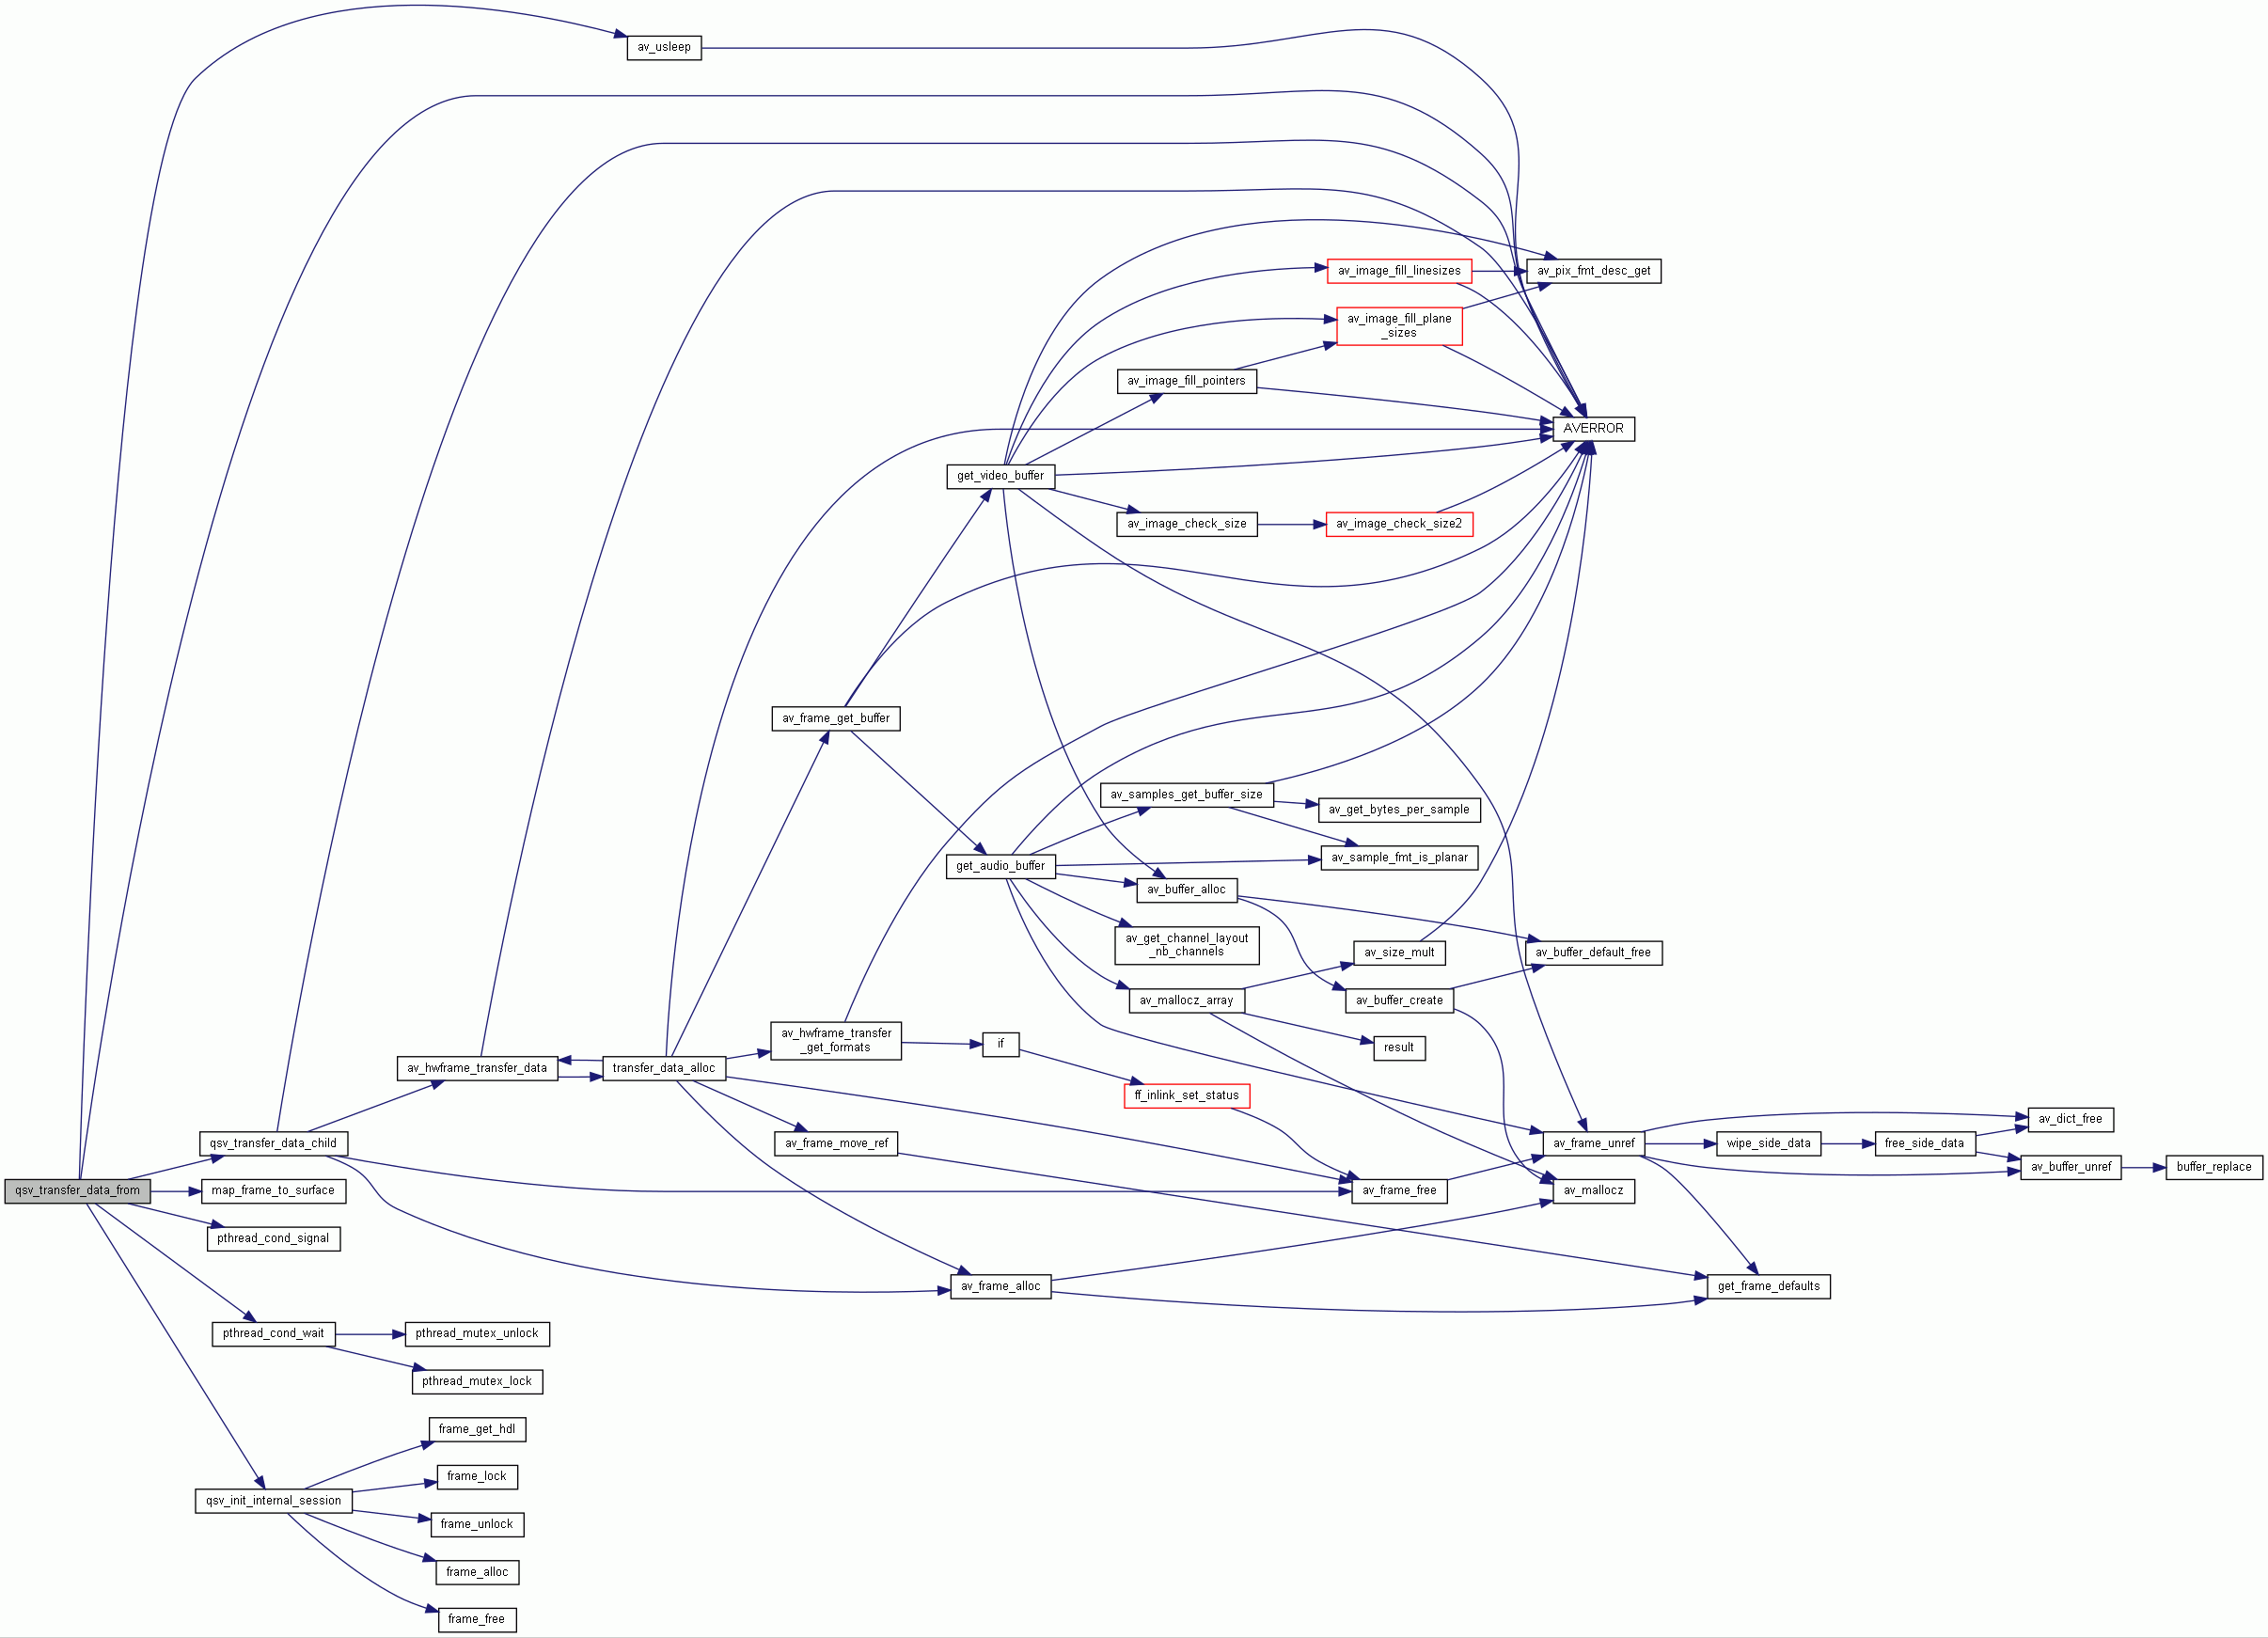 av_usleep
av_image_fill_linesizes
av_pix_fmt_desc_get
av_image_fill_plane
_sizes
av_image_fill_pointers
AVERROR
get_video_buffer
av_image_check_size
av_image_check_size2
av_frame_get_buffer
av_samples_get_buffer_size
av_get_bytes_per_sample
get_audio_buffer
av_sample_fmt_is_planar
av_buffer_alloc
av_get_channel_layout
_nb_channels
av_size_mult
av_buffer_default_free
av_mallocz_array
av_buffer_create
av_hwframe_transfer
_get_formats
if
result
av_hwframe_transfer_data
transfer_data_alloc
ff_inlink_set_status
qsv_transfer_data_child
av_frame_move_ref
av_frame_unref
wipe_side_data
free_side_data
av_dict_free
av_buffer_unref
buffer_replace
qsv_transfer_data_from
map_frame_to_surface
av_frame_free
av_mallocz
pthread_cond_signal
av_frame_alloc
get_frame_defaults
pthread_cond_wait
pthread_mutex_unlock
pthread_mutex_lock
frame_get_hdl
frame_lock
qsv_init_internal_session
frame_unlock
frame_alloc
frame_free